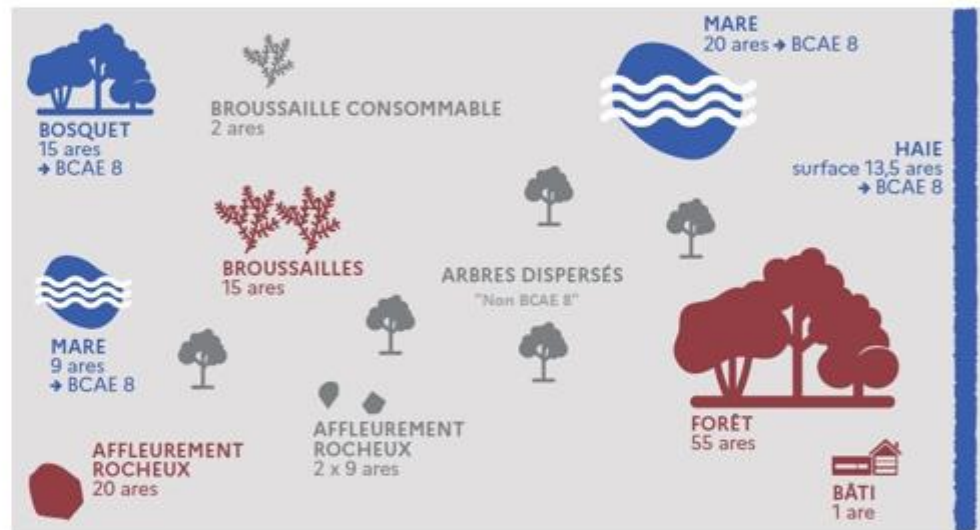 BOSQUET
15 ares
→ BCAE 8
BROUSSAILLE CONSOMMABLE
2 ares
MARE
20 ares → BCAE 8
HAIE
surface 13,5 ares
→ BCAE 8
BROUSSAILLES
15 ares
ARBRES DISPERSÉS
"Non BCAE 8"
MARE
9 ares
→ BCAE 8
AFFLEUREMENT
ROCHEUX
2 x 9 ares
FORÊT
55 ares
AFFLEUREMENT
ROCHEUX
20 ares
BÂTI
1 are